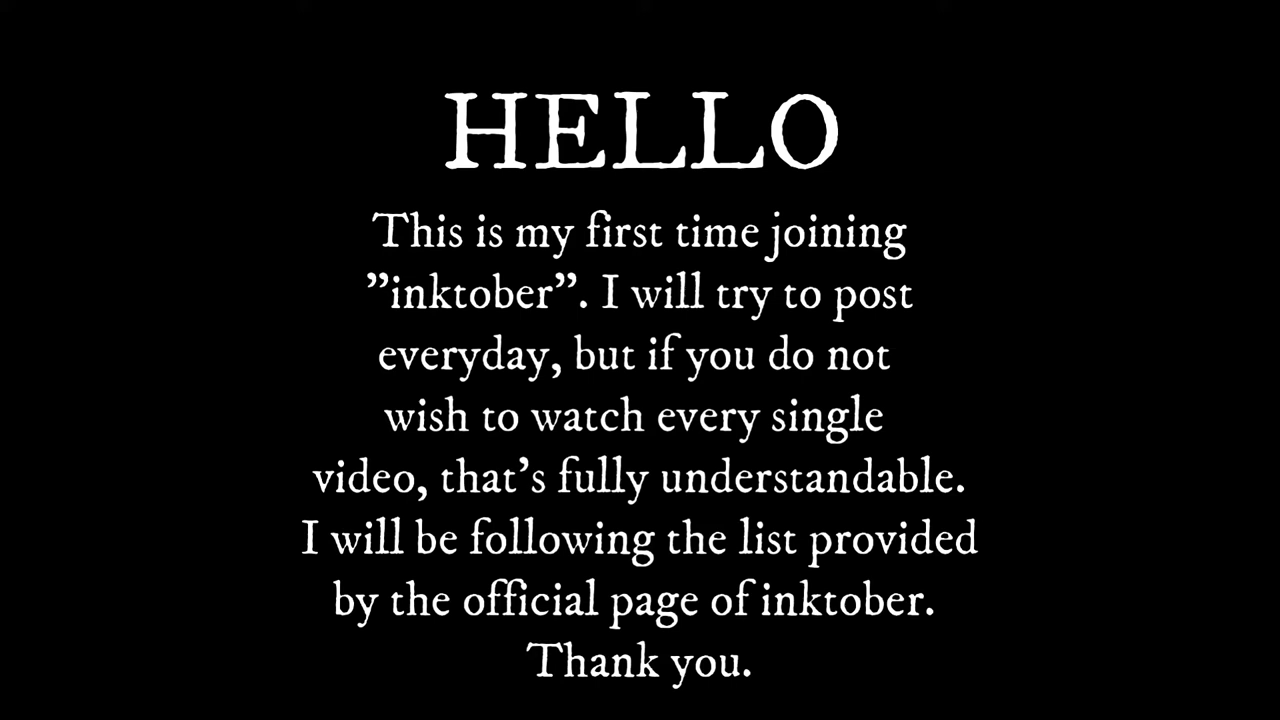 HELLO
This is my first time joining
”inktober”. I will try to post
everyday, but if you do not
wish to watch every single
video, that’s fully understandable.
I will be following the list provided
by the official page of inktober.
Thank you.